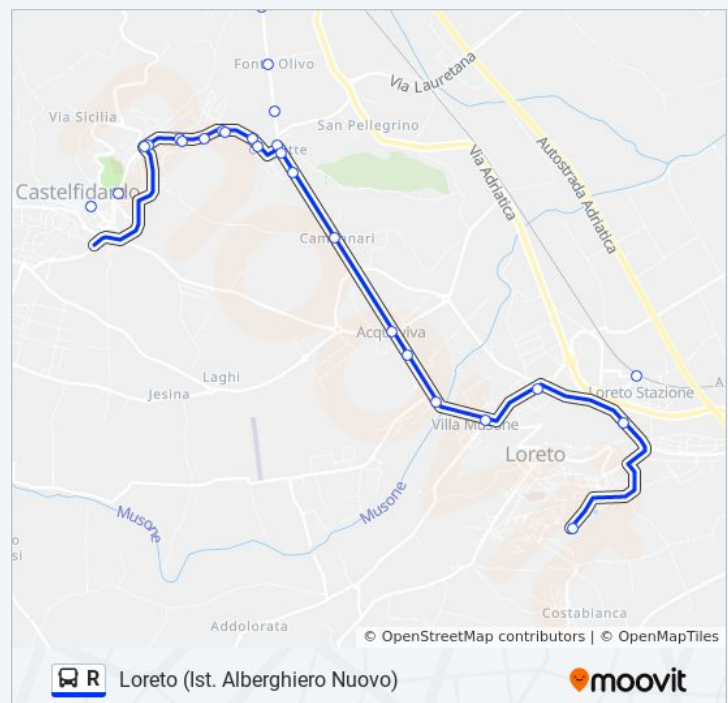 Fonte Olivo
Via Lauretana
Via Sicilia
San Pellegrino
Via Adriatica
Autostrada Adriatica
Castelfidardo
Acquaviva
Laghi
Jesina
Loreto Stazione
A
Villa Musone
Loreto
Musone
Musone
Addolorata
Costabianca
© OpenStreetMap contributors | © OpenMapTiles
R Loreto (Ist. Alberghiero Nuovo)
moovit